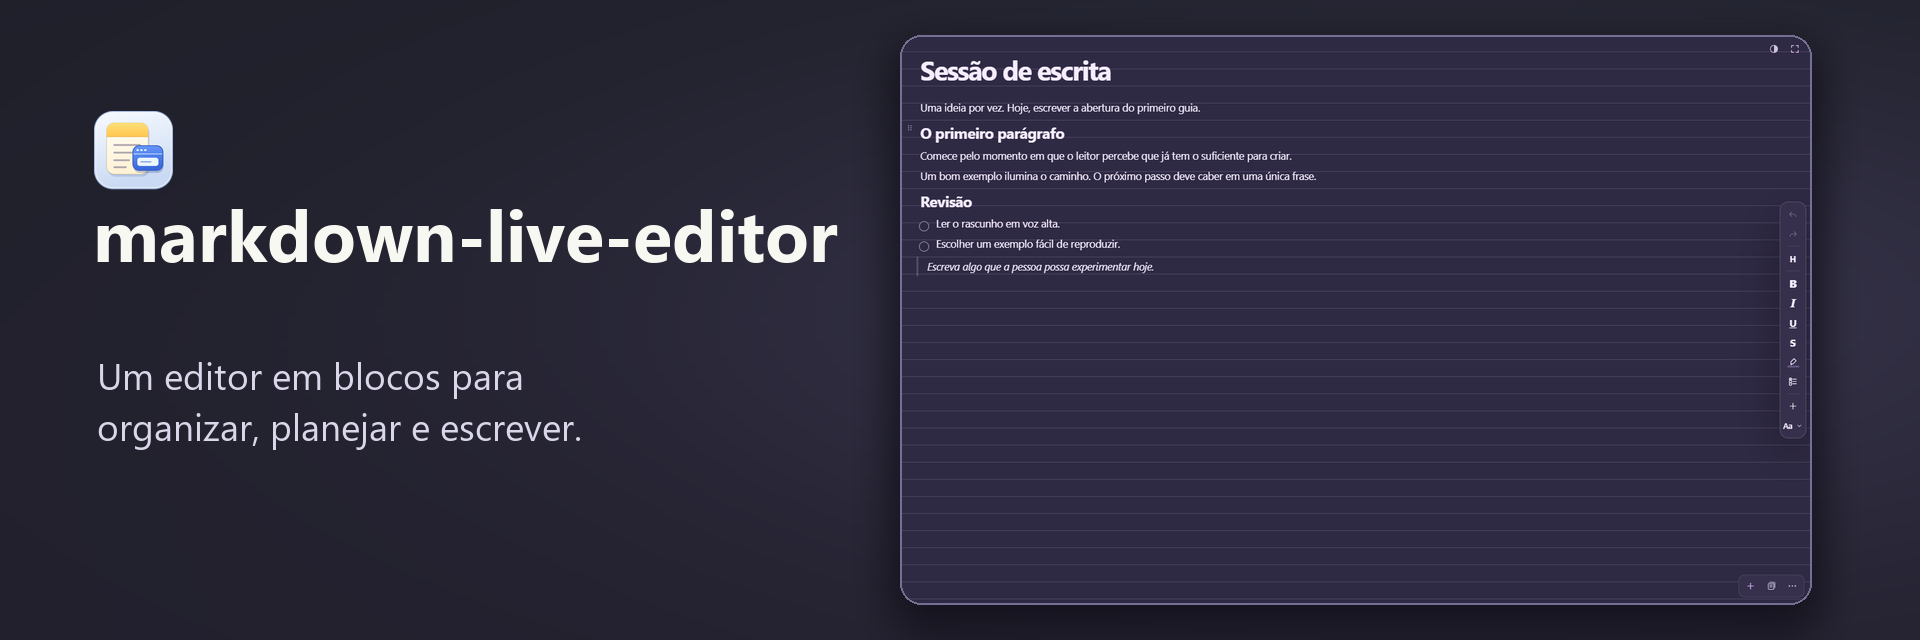 markdown-live-editor
Um editor em blocos para
organizar, planejar e escrever.
Sessão de escrita
Uma ideia por vez. Hoje, escrever a abertura do primeiro guia.
O primeiro parágrafo
Comece pelo momento em que o leitor percebe que já tem o suficiente para criar.
Um bom exemplo ilumina o caminho. O próximo passo deve caber em uma única frase.
Revisão
Ler o rascunho em voz alta.
Escolher um exemplo fácil de reproduzir.
Escreva algo que a pessoa possa experimentar hoje.
H
B
I
U
S
Aa